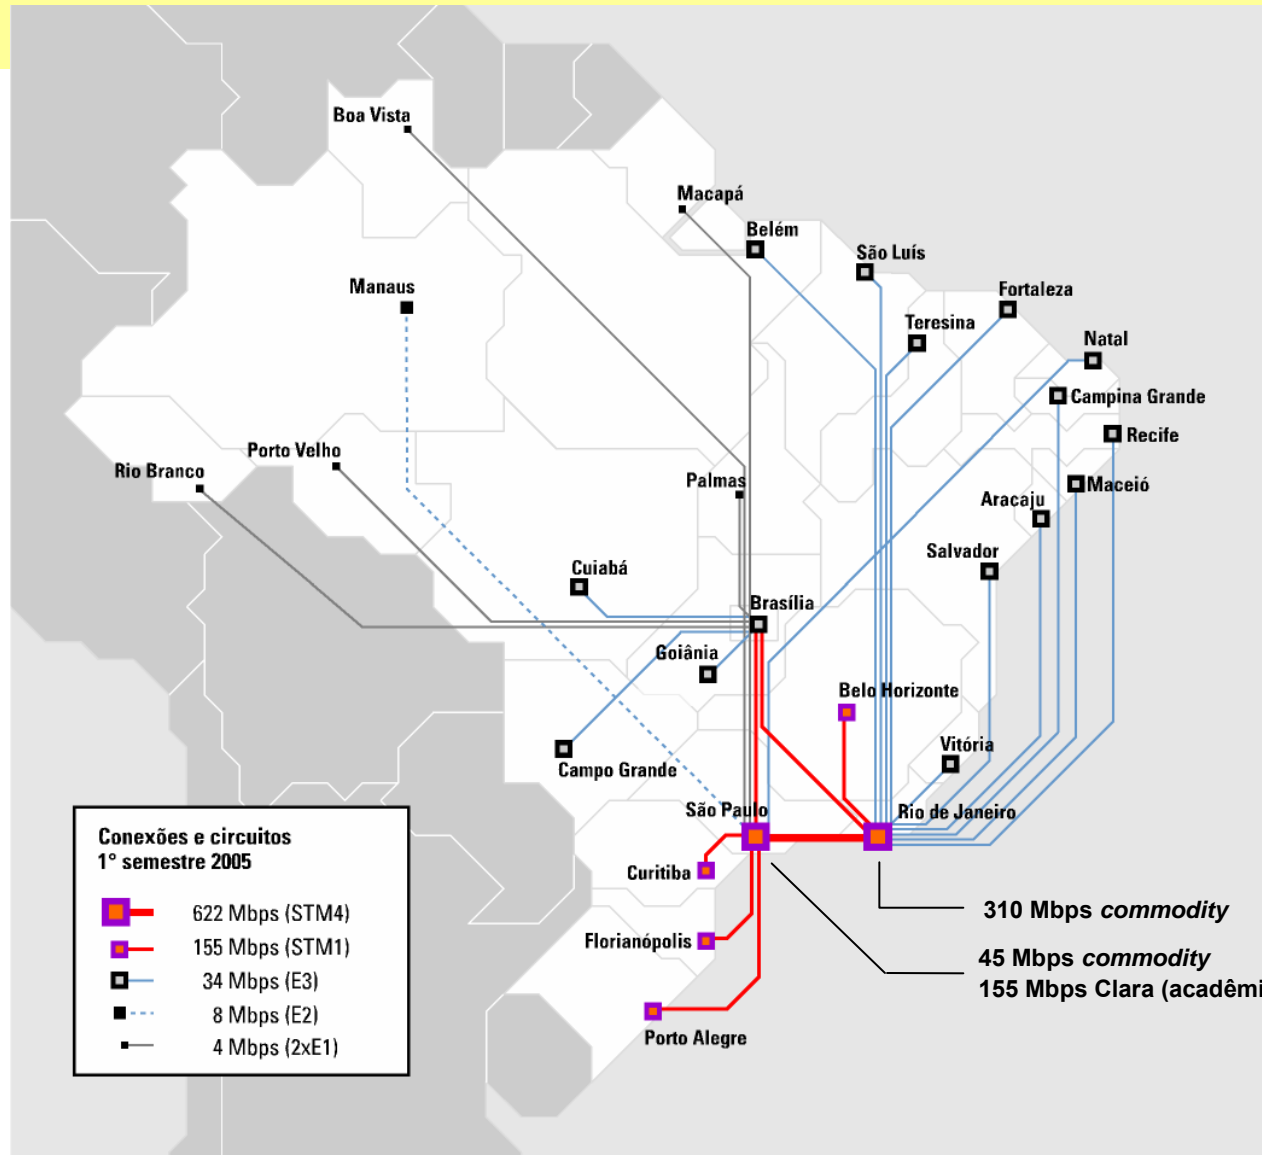 Boa Vista
Macapá
Belém
São Luís
Manaus
Fortaleza
Teresina
Natal
Campina Grande
Recife
Porto Velho
Rio Branco
Palmas
Maceió
Aracaju
Salvador
Cuiabá
Brasília
Goiânia
Belo Horizonte
Vitória
Campo Grande
São Paulo
Rio de Janeiro
Curitiba
Florianópolis
Porto Alegre
Conexões e circuitos
1° semestre 2005
622 Mbps (STM4)
155 Mbps (STM1)
34 Mbps (E3)
8 Mbps (E2)
4 Mbps (2xE1)
310 Mbps commodity
45 Mbps commodity
155 Mbps Clara (acadêmi